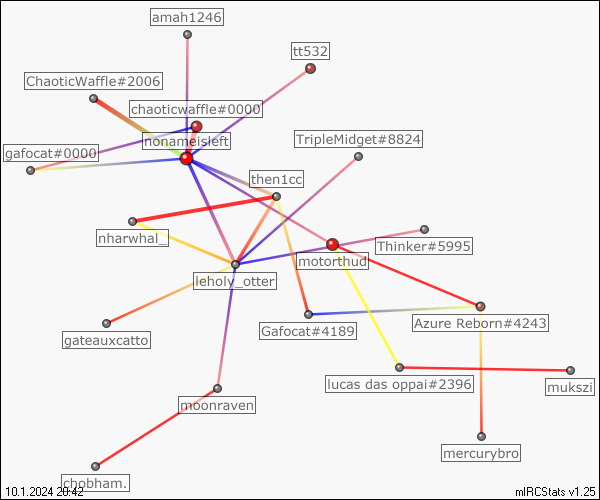 amah1246
tt532
ChaoticWaffle#2006
chaoticwaffle#0000
nonameisleft
TripleMidget#8824
gafocat#0000
then1cc
nharwhal_
Thinker#5995
motorthud
leholy_otter
Gafocat#4189
Azure Reborn#4243
gateauxcatto
lucas das oppai#2396
mukszi
moonraven
mercurybro
chobham.
10.1.2024 20:42
mIRCStats v1.25